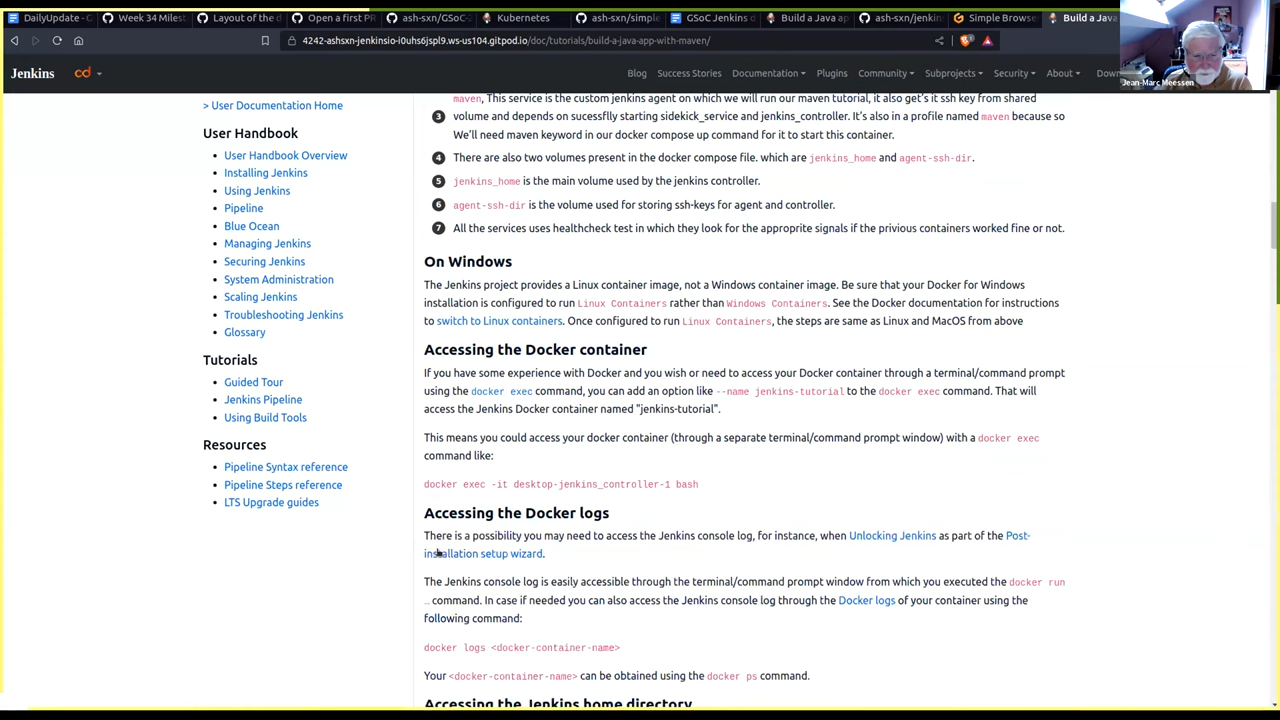 DailyUpdate - G
Week 34 Milest
Layout of the d
Open a first PR
ash-sxn/GSoC-2
Kubernetes
ash-sxn/simple
GSoC Jenkins d
Build a Java ap
ash-sxn/jenkin
Simple Browse
Build a Java
4242-ashsxn-jenkinsio-i0uhs6jspl9.ws-us104.gitpod.io/doc/tutorials/build-a-java-app-with-maven/
Jean-Marc Meessen
Jenkins
cd
Blog
Success Stories
Documentation
Plugins
Community
Subprojects
Security
About
Down
> User Documentation Home
User Handbook
User Handbook Overview
Installing Jenkins
Using Jenkins
Pipeline
Blue Ocean
Managing Jenkins
Securing Jenkins
System Administration
Scaling Jenkins
Troubleshooting Jenkins
Glossary
Tutorials
Guided Tour
Jenkins Pipeline
Using Build Tools
Resources
Pipeline Syntax reference
Pipeline Steps reference
LTS Upgrade guides
maven, This service is the custom jenkins agent on which we will run our maven tutorial, it also get's it ssh key from shared
3 volume and depends on sucessflly starting sidekick_service and jenkins_controller. It's also in a profile named maven because so
We'll need maven keyword in our docker compose up command for it to start this container.
4 There are also two volumes present in the docker compose file. which are jenkins_home and agent-ssh-dir.
5 jenkins_home is the main volume used by the jenkins controller.
6 agent-ssh-dir is the volume used for storing ssh-keys for agent and controller.
7 All the services uses healthcheck test in which they look for the approprite signals if the privious containers worked fine or not.
On Windows
The Jenkins project provides a Linux container image, not a Windows container image. Be sure that your Docker for Windows
installation is configured to run Linux Containers rather than Windows Containers. See the Docker documentation for instructions
to switch to Linux containers. Once configured to run Linux Containers, the steps are same as Linux and MacOS from above
Accessing the Docker container
If you have some experience with Docker and you wish or need to access your Docker container through a terminal/command prompt
using the docker exec command, you can add an option like --name jenkins-tutorial to the docker exec command. That will
access the Jenkins Docker container named "jenkins-tutorial".
This means you could access your docker container (through a separate terminal/command prompt window) with a docker exec
command like:
docker exec -it desktop-jenkins_controller-1 bash
Accessing the Docker logs
There is a possibility you may need to access the Jenkins console log, for instance, when Unlocking Jenkins as part of the Post-
installation setup wizard.
The Jenkins console log is easily accessible through the terminal/command prompt window from which you executed the docker run
… command. In case if needed you can also access the Jenkins console log through the Docker logs of your container using the
following command:
docker logs <docker-container-name>
Your <docker-container-name> can be obtained using the docker ps command.
Accessing the Jenkins home directory